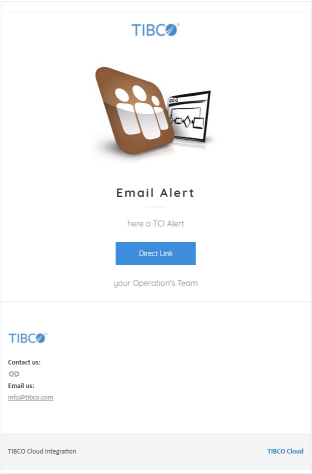 TIBCO
Email Alert
here a TCI Alert
Direct Link
your Operation's Team
TIBCO
Contact us:
Email us:
info@tibco.com
TIBCO Cloud Integration
TIBCO Cloud